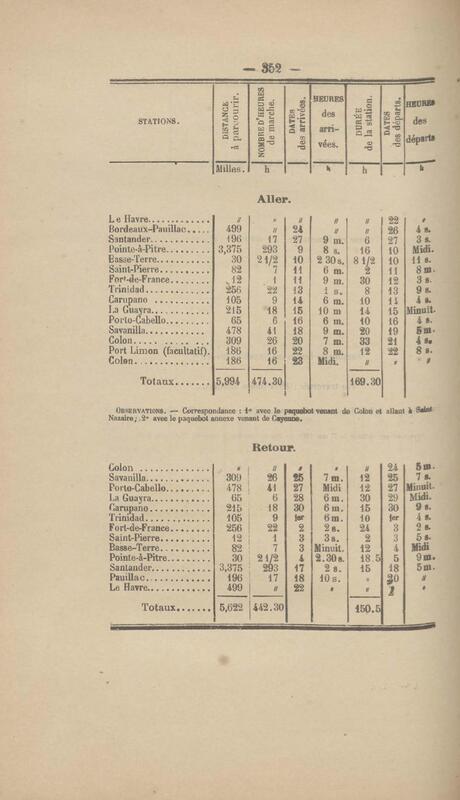 — 352 —
STATIONS. DISTANCE à parcourir. NOMBRE D'HEURES de marche. DATES des arrivées. HEURES des arri-vées. DURÉE de la station. DATES des départs. HEURES des départs
Milles. h h h h
Aller.
Le Havre............. » » » » » 22 »
Bordeaux-Pauillac..... 499 » 24 » » 26 4 s.
Santander............ 196 17 27 9 m. 6 27 3 s.
Pointe-à-Pitre........ 3,375 293 9 8 s. 16 10 Midi.
Basse-Terre........... 30 2 1/2 10 2 30 s. 8 1/2 10 11 s.
Saint-Pierre.......... 82 7 11 6 m. 2 11 8 m.
Fort-de-France........ 12 1 11 9 m. 30 12 3 s.
Trinidad............. 256 22 13 1 s. 8 13 9 s.
Carupano ............ 105 9 14 6 m. 10 14 4 s.
La Guayra............ 215 18 15 10 m 14 15 Minuit.
Porto-Cabello......... 65 6 16 6 m. 10 16 4 s.
Savanilla............ 478 41 18 9 m. 20 19 5 m.
Colon ............... 309 26 20 7 m. 33 21 4 s.
Port Limon (facultatif). 186 16 22 8 m. 12 22 8 s.
Colon............... 186 16 23 Midi. » » »
Totaux....... 5,994 474.30 169.30
OBSERVATIONS. — Correspondance : 1° avec le paquebot venant de Colon et allant à Saint-
Nazaire; 2° avec le paquebot annexe venant de Cayenne.
Retour.
Colon .............. » » » » » 24 5 m.
Savanilla............ 309 26 25 7 m. 12 25 7 s.
Porto-Cabello......... 478 41 27 Midi 12 27 Minuit.
La Guayra........... 65 6 28 6 m. 30 29 Midi.
Carupano............ 215 18 30 6 m. 15 30 9 s.
Trinidad............. 105 9 1er 6 m. 10 1er 4 s.
Fort-de-France........ 256 22 2 2 s. 24 3 2 s.
Saint-Pierre.......... 12 1 3 3 s. 2 3 5 s.
Basse-Terre.......... 82 7 3 Minuit. 12 4 Midi
Pointe-à-Pitre......... 30 2 1/2 4 2.30 s. 18.5 5 9 m.
Santander............ 3,375 293 17 2 s. 15 18 5 m.
Pauillac............. 196 17 18 10 s. » 20 »
Le Havre............ 499 » 22 » »  »
Totaux....... 5,622 442.30 150.5